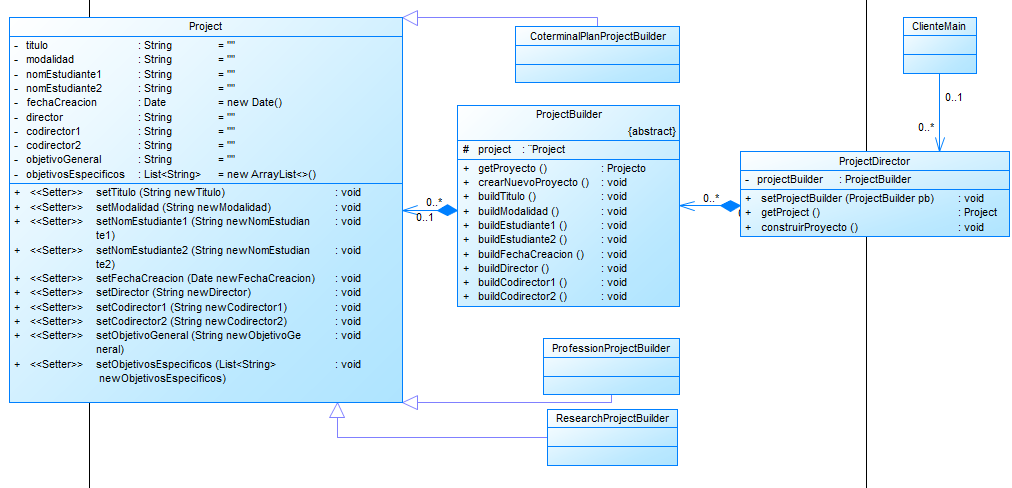 Project
- titulo : String = ""
- modalidad : String = ""
- nomEstudiante1 : String = ""
- nomEstudiante2 : String = ""
- fechaCreacion : Date = new Date()
- director : String = ""
- codirector1 : String = ""
- codirector2 : String = ""
- objetivoGeneral : String = ""
- objetivosEspecificos : List<String> = new ArrayList<>()
+ <<Setter>> setTitulo (String newTitulo) : void
+ <<Setter>> setModalidad (String newModalidad) : void
+ <<Setter>> setNomEstudiante1 (String newNomEstudian : void
te1)
+ <<Setter>> setNomEstudiante2 (String newNomEstudian : void
te2)
+ <<Setter>> setFechaCreacion (Date newFechaCreacion) : void
+ <<Setter>> setDirector (String newDirector) : void
+ <<Setter>> setCodirector1 (String newCodirector1) : void
+ <<Setter>> setCodirector2 (String newCodirector2) : void
+ <<Setter>> setObjetivoGeneral (String newObjetivoGe : void
neral)
+ <<Setter>> setObjetivosEspecificos (List<String> : void
newObjetivosEspecificos)
CoterminalPlanProjectBuilder
0..*
0..1
ProjectBuilder
{abstract}
# project : ¨Project
+ getProyecto () : Projecto
+ crearNuevoProyecto () : void
+ buildTitulo () : void
+ buildModalidad () : void
+ buildEstudiante1 () : void
+ buildEstudiante2 () : void
+ buildFechaCreacion () : void
+ buildDirector () : void
+ buildCodirector1 () : void
+ buildCodirector2 () : void
ProfessionProjectBuilder
ResearchProjectBuilder
0..*
ClienteMain
0..1
0..*
ProjectDirector
- projectBuilder : ProjectBuilder
+ setProjectBuilder (ProjectBuilder pb) : void
+ getProject () : Project
+ construirProyecto () : void